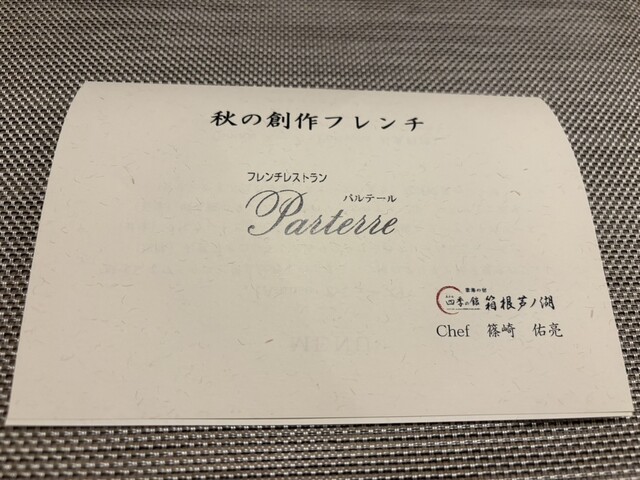 秋の創作フレンチ
フレンチレストラン
パルテール
Parterre
四季の館 箱根芦ノ湖
Chef 篠崎 佑亮